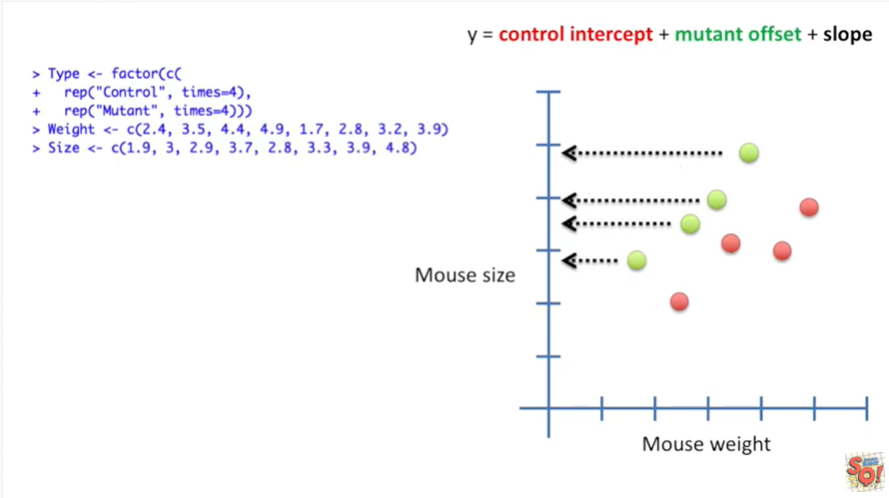 y = control intercept + mutant offset + slope
> Type <- factor(c(
+   rep("Control", times=4),
+   rep("Mutant", times=4)))
> Weight <- c(2.4, 3.5, 4.4, 4.9, 1.7, 2.8, 3.2, 3.9)
> Size <- c(1.9, 3, 2.9, 3.7, 2.8, 3.3, 3.9, 4.8)
Mouse size
Mouse weight
SQ!